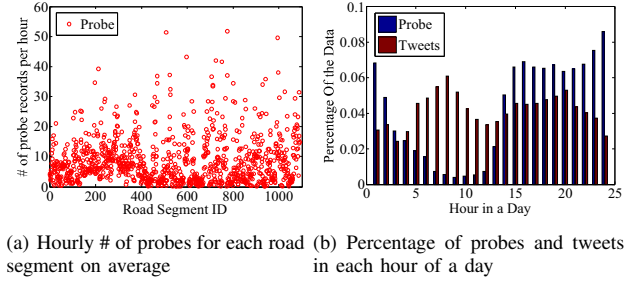 60
50
40
30
20
10
0
# of probe records per hour
Probe
0 200 400 600 800 1000
Road Segment ID
0.1
0.08
0.06
0.04
0.02
0
Percentage Of the Data
Probe
Tweets
0 5 10 15 20 25
Hour in a Day
(a) Hourly # of probes for each road
segment on average
(b) Percentage of probes and tweets
in each hour of a day